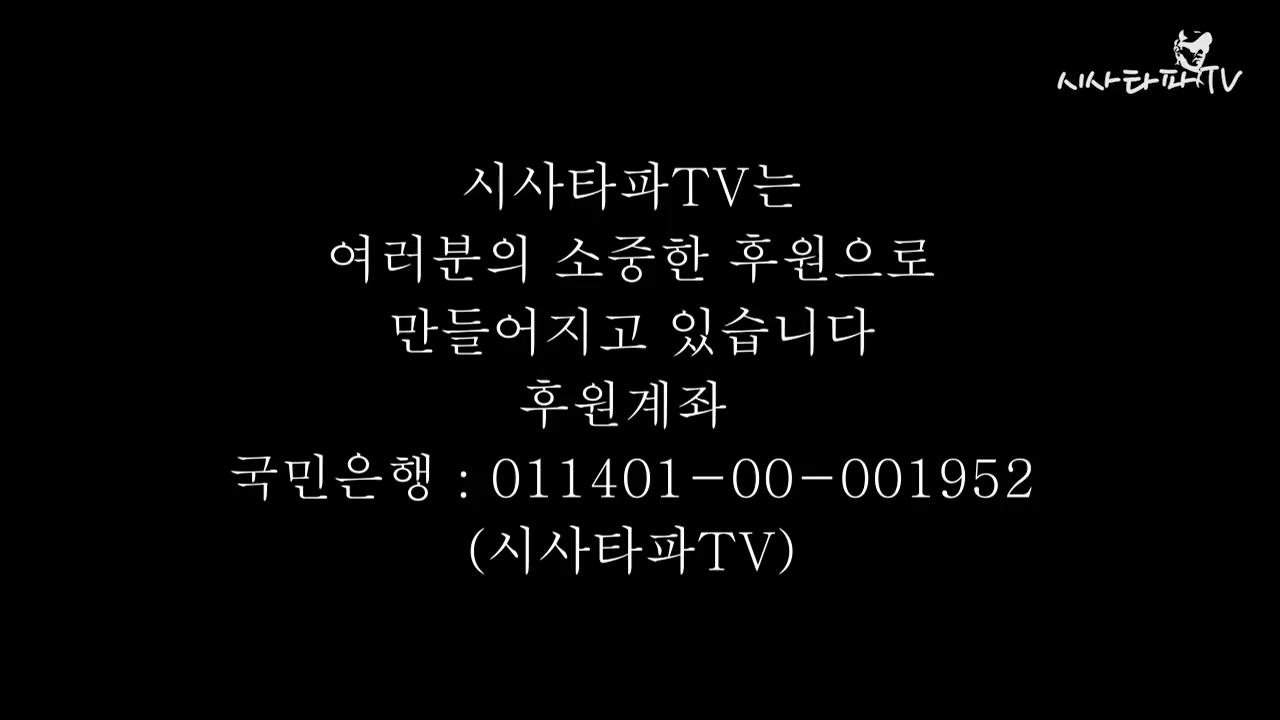 시사타파TV
시사타파TV는
여러분의 소중한 후원으로
만들어지고 있습니다
후원계좌
국민은행 : 011401-00-001952
(시사타파TV)